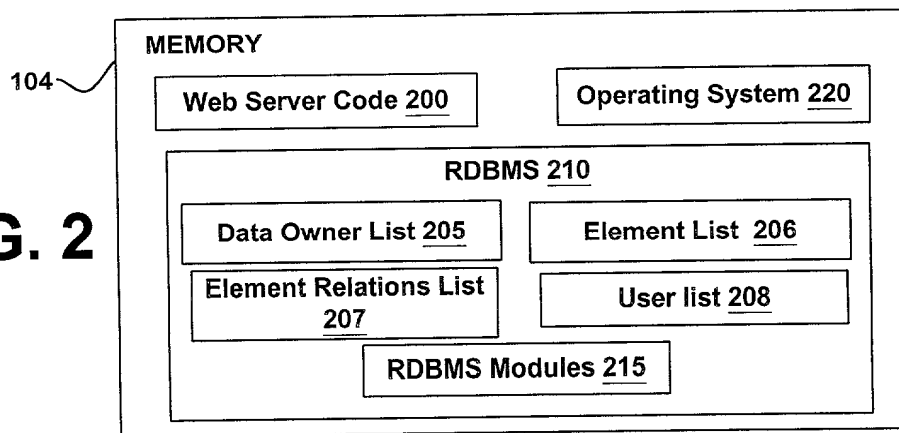 MEMORY
104
Web Server Code 200
Operating System 220
RDBMS 210
G. 2
Data Owner List 205
Element List 206
Element Relations List
207
User list 208
RDBMS Modules 215